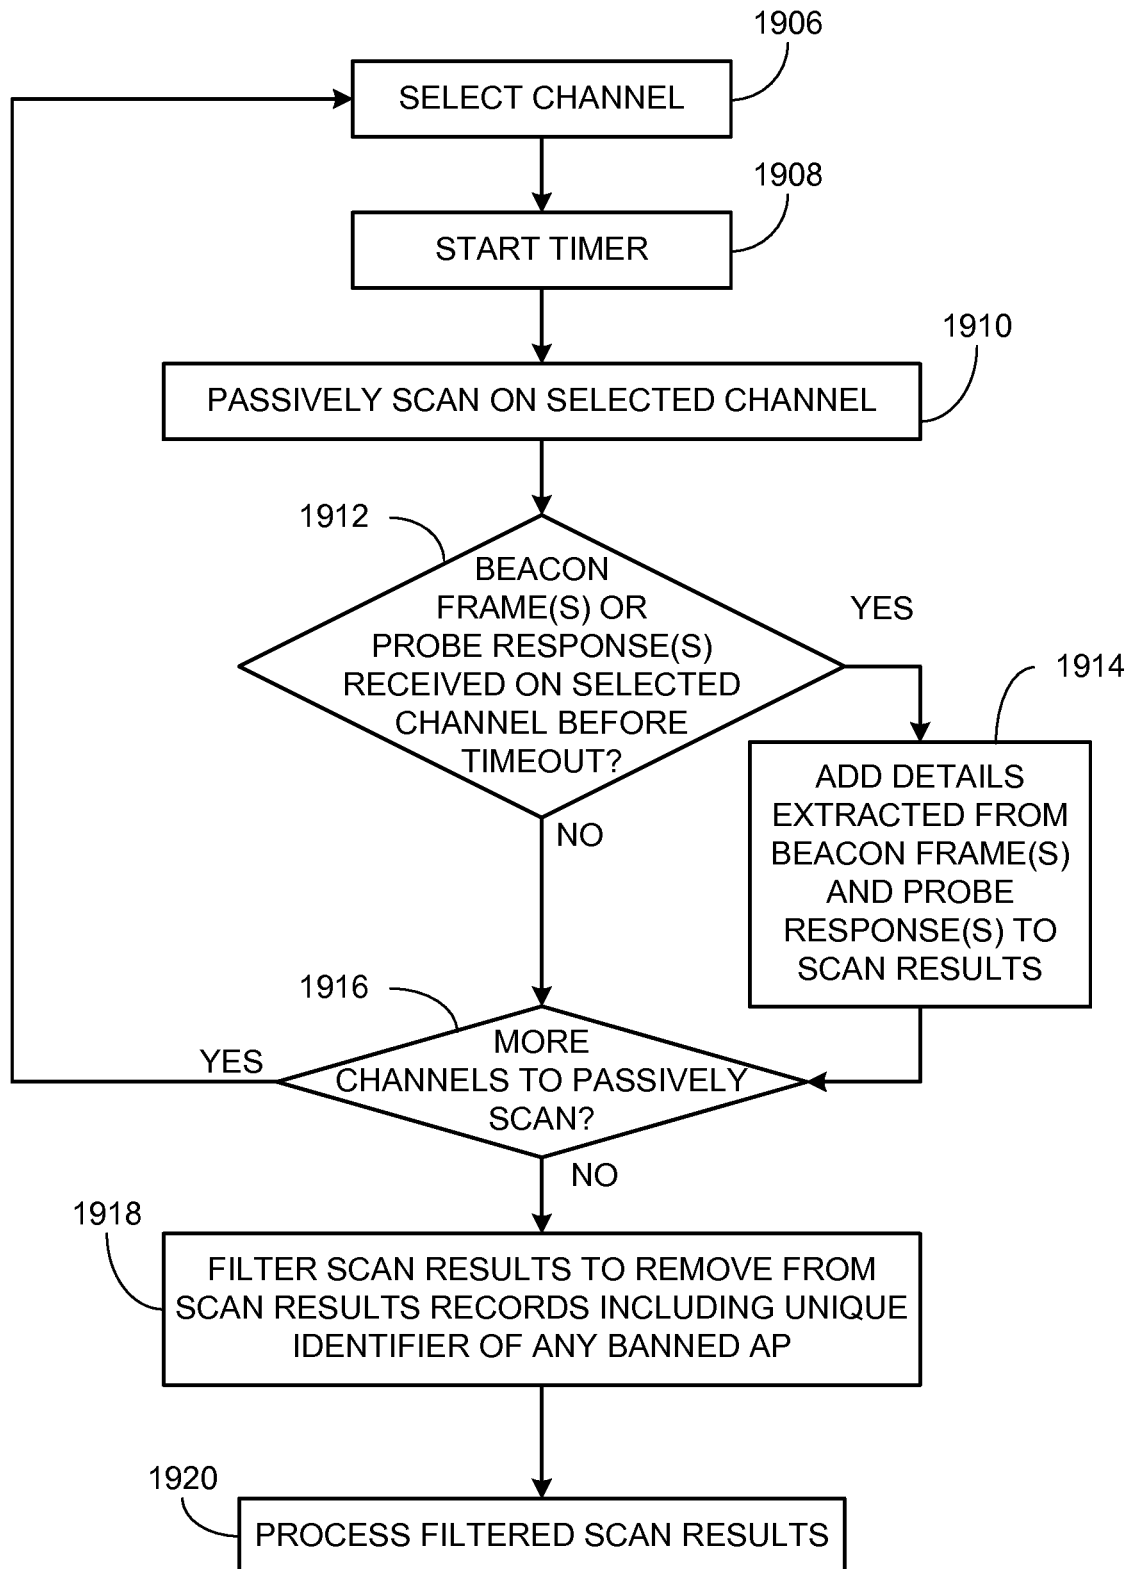 1906
SELECT CHANNEL
1908
START TIMER
1910
PASSIVELY SCAN ON SELECTED CHANNEL
1912
BEACON
FRAME(S) OR
PROBE RESPONSE(S)
RECEIVED ON SELECTED
CHANNEL BEFORE
TIMEOUT?
YES
1914
ADD DETAILS
EXTRACTED FROM
BEACON FRAME(S)
AND PROBE
RESPONSE(S) TO
SCAN RESULTS
NO
1916
MORE
CHANNELS TO PASSIVELY
SCAN?
YES
NO
1918
FILTER SCAN RESULTS TO REMOVE FROM
SCAN RESULTS RECORDS INCLUDING UNIQUE
IDENTIFIER OF ANY BANNED AP
1920
PROCESS FILTERED SCAN RESULTS